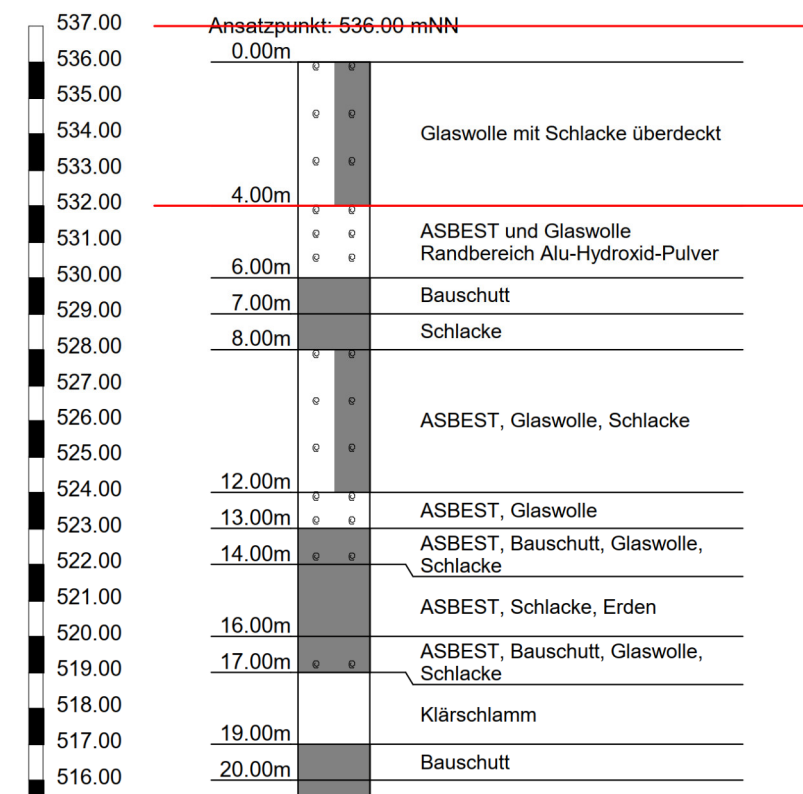 537.00
Ansatzpunkt: 536.00 mNN
536.00
0.00m
535.00
534.00
Glaswolle mit Schlacke überdeckt
533.00
532.00
4.00m
531.00
ASBEST und Glaswolle
Randbereich Alu-Hydroxid-Pulver
530.00
6.00m
Bauschutt
529.00
7.00m
Schlacke
528.00
8.00m
527.00
526.00
ASBEST, Glaswolle, Schlacke
525.00
524.00
12.00m
ASBEST, Glaswolle
523.00
13.00m
ASBEST, Bauschutt, Glaswolle,
Schlacke
522.00
14.00m
521.00
ASBEST, Schlacke, Erden
520.00
16.00m
ASBEST, Bauschutt, Glaswolle,
Schlacke
519.00
17.00m
518.00
Klärschlamm
517.00
19.00m
Bauschutt
516.00
20.00m